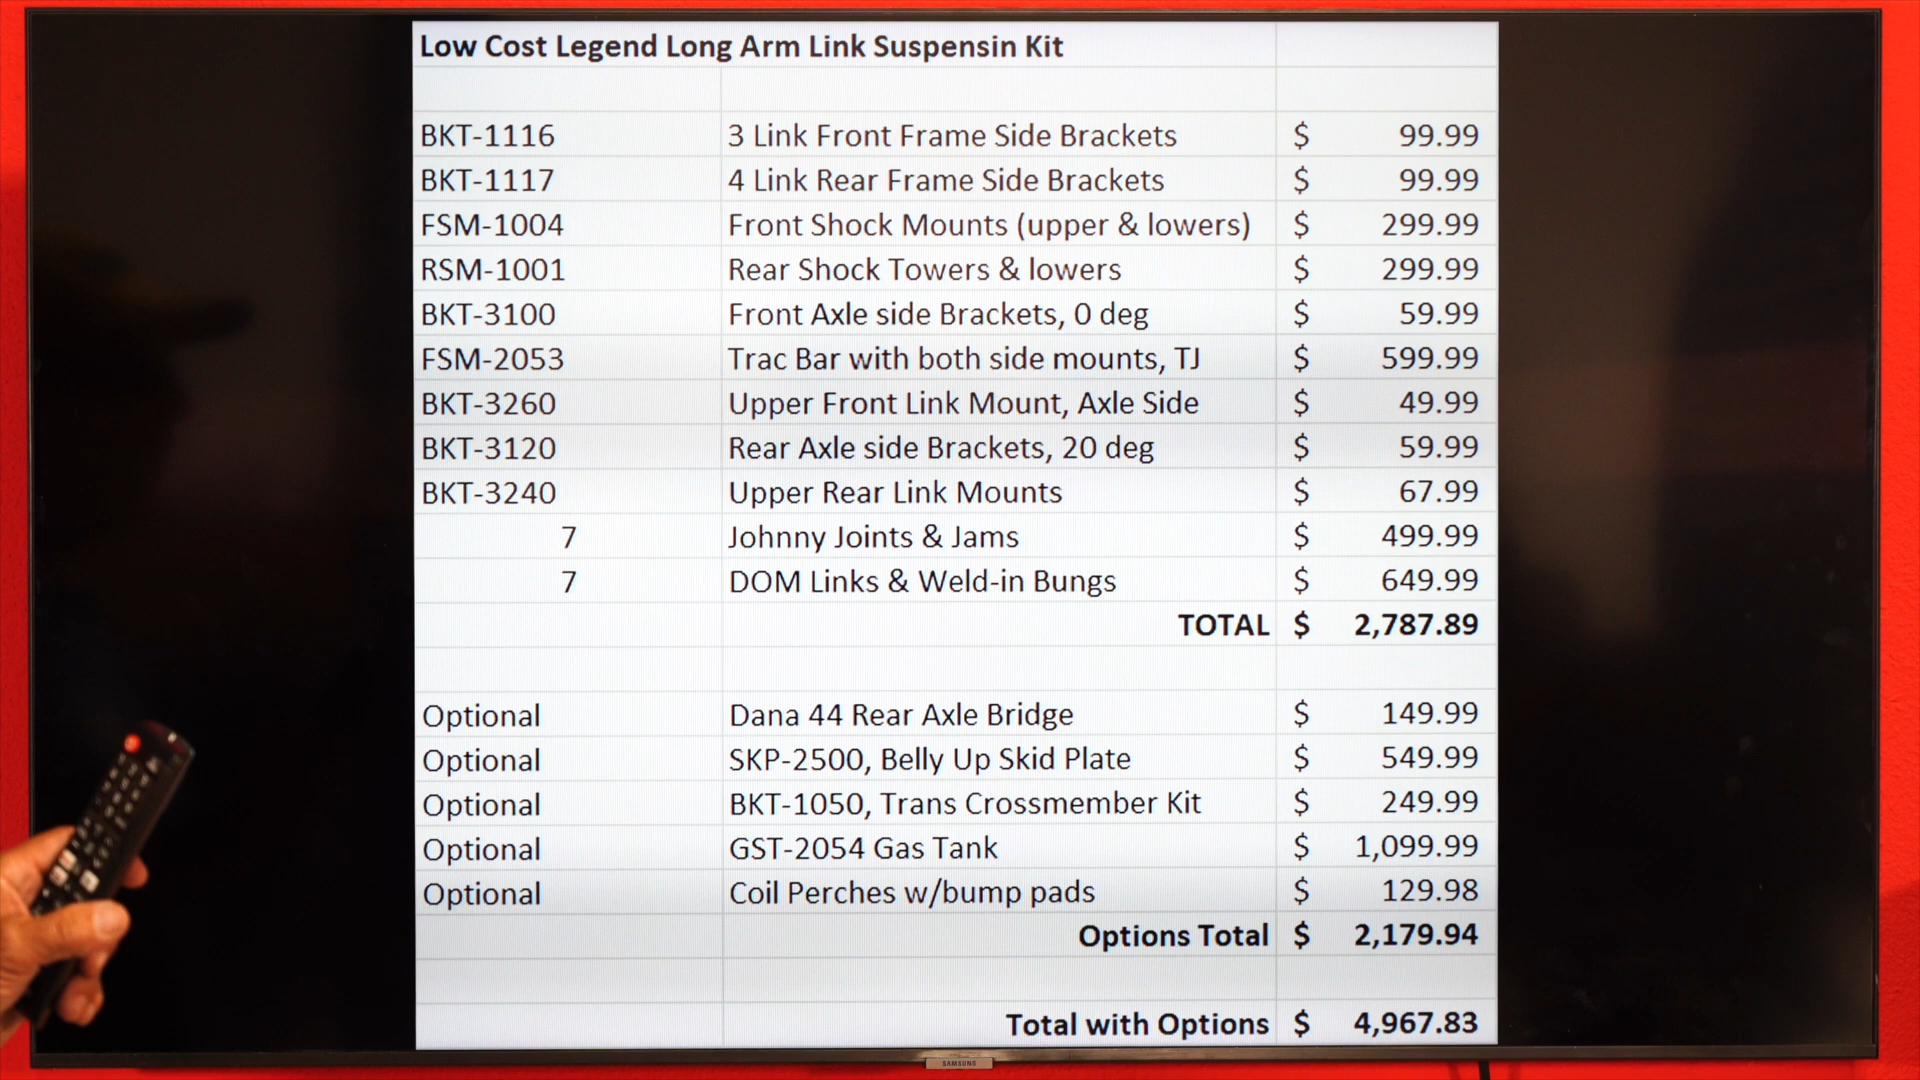 Low Cost Legend Long Arm Link Suspensin Kit
BKT-1116 3 Link Front Frame Side Brackets $ 99.99
BKT-1117 4 Link Rear Frame Side Brackets $ 99.99
FSM-1004 Front Shock Mounts (upper & lowers) $ 299.99
RSM-1001 Rear Shock Towers & lowers $ 299.99
BKT-3100 Front Axle side Brackets, 0 deg $ 59.99
FSM-2053 Trac Bar with both side mounts, TJ $ 599.99
BKT-3260 Upper Front Link Mount, Axle Side $ 49.99
BKT-3120 Rear Axle side Brackets, 20 deg $ 59.99
BKT-3240 Upper Rear Link Mounts $ 67.99
7 Johnny Joints & Jams $ 499.99
7 DOM Links & Weld-in Bungs $ 649.99
TOTAL $ 2,787.89
Optional Dana 44 Rear Axle Bridge $ 149.99
Optional SKP-2500, Belly Up Skid Plate $ 549.99
Optional BKT-1050, Trans Crossmember Kit $ 249.99
Optional GST-2054 Gas Tank $ 1,099.99
Optional Coil Perches w/bump pads $ 129.98
Options Total $ 2,179.94
Total with Options $ 4,967.83
SAMSUNG